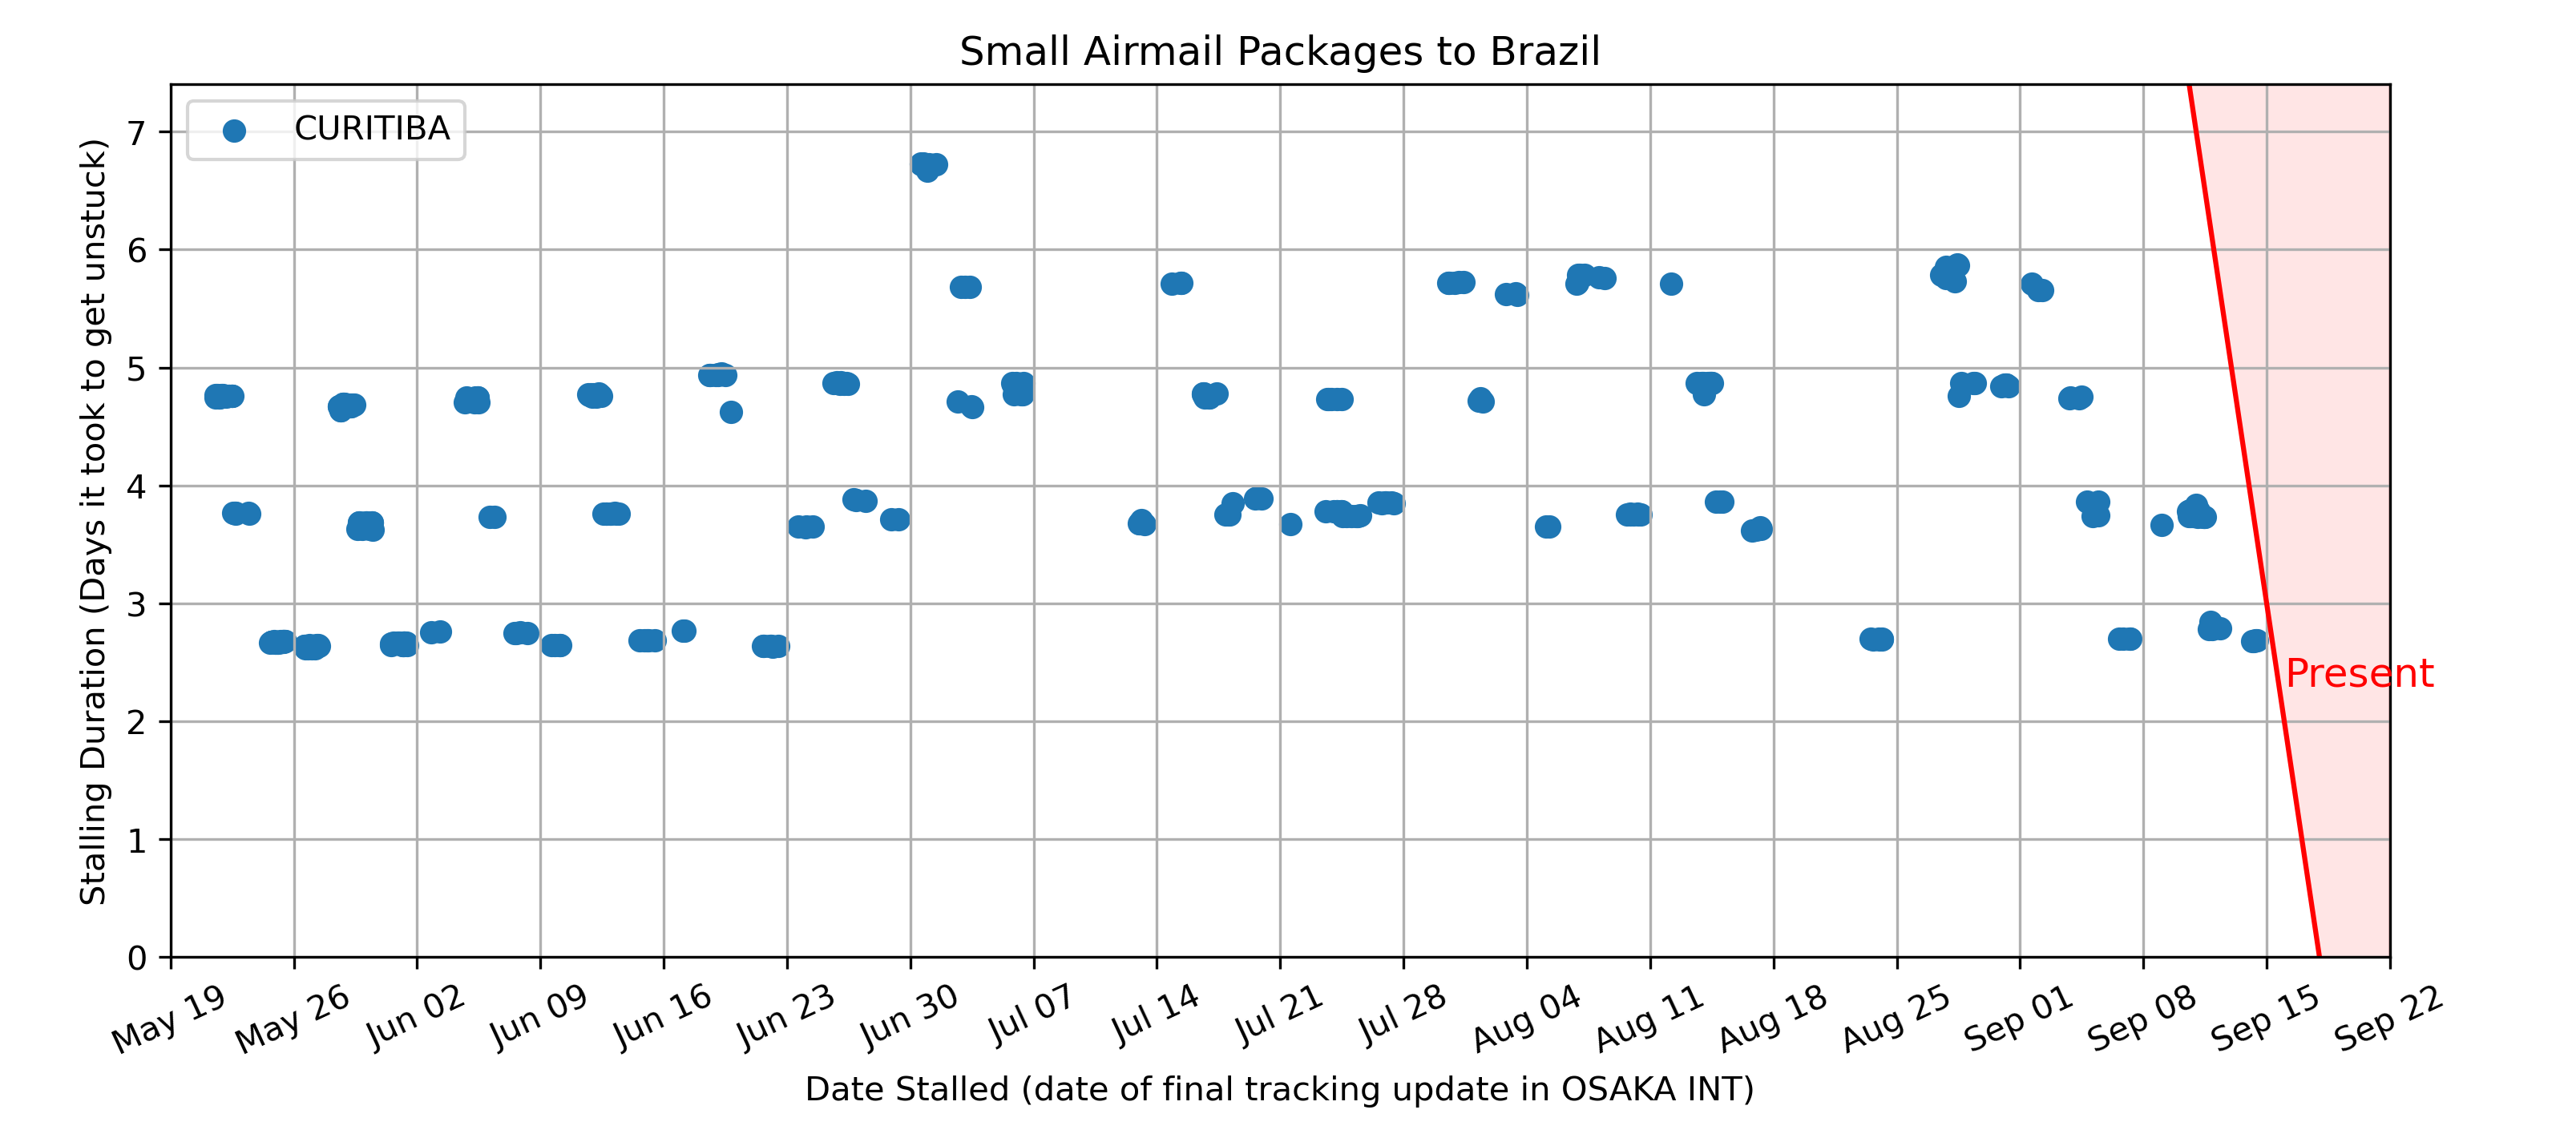 Small Airmail Packages to Brazil
CURITIBA
Stalling Duration (Days it took to get unstuck)
7
6
5
4
3
2
1
0
Present
May 19
May 26
Jun 02
Jun 09
Jun 16
Jun 23
Jun 30
Jul 07
Jul 14
Jul 21
Jul 28
Aug 04
Aug 11
Aug 18
Aug 25
Sep 01
Sep 08
Sep 15
Sep 22
Date Stalled (date of final tracking update in OSAKA INT)